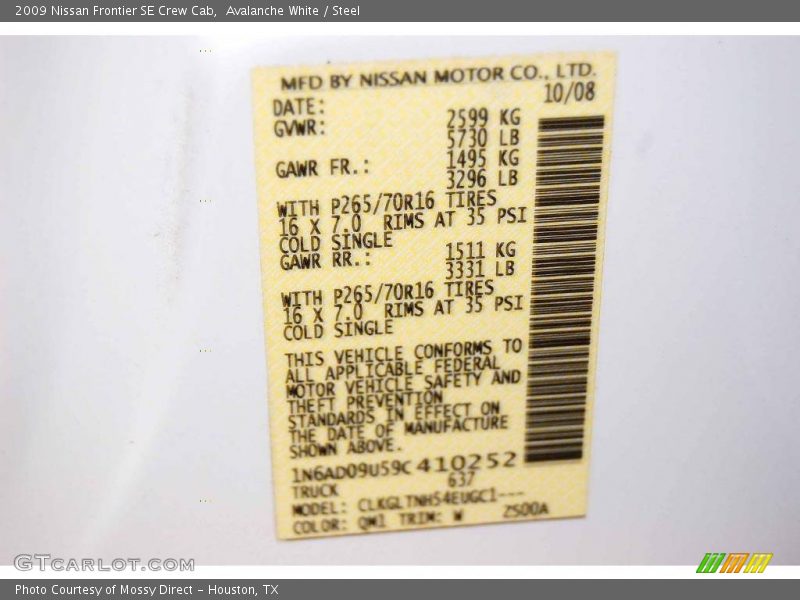 2009 Nissan Frontier SE Crew Cab, Avalanche White / Steel
MFD BY NISSAN MOTOR CO., LTD.
DATE: 10/08
GVWR: 2599 KG
5730 LB
GAWR FR.: 1495 KG
3296 LB
WITH P265/70R16 TIRES
16 X 7.0 RIMS AT 35 PSI
COLD SINGLE
GAWR RR.: 1511 KG
3331 LB
WITH P265/70R16 TIRES
16 X 7.0 RIMS AT 35 PSI
COLD SINGLE
THIS VEHICLE CONFORMS TO
ALL APPLICABLE FEDERAL
MOTOR VEHICLE SAFETY AND
THEFT PREVENTION
STANDARDS IN EFFECT ON
THE DATE OF MANUFACTURE
SHOWN ABOVE.
1N6AD09U59C410252
TRUCK 637
MODEL: CLKGLTNH54EUGC1---
COLOR: QM1 TRIM: W ZS00A
GTCARLOT.COM
Photo Courtesy of Mossy Direct - Houston, TX